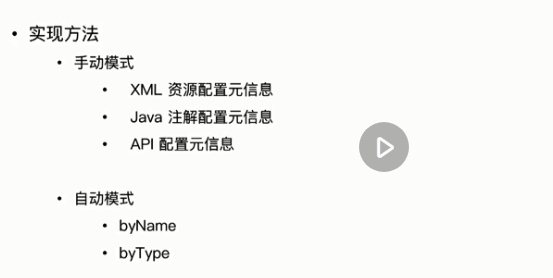 • 实现方法
• 手动模式
• XML 资源配置元信息
• Java 注解配置元信息
• API 配置元信息
• 自动模式
• byName
• byType